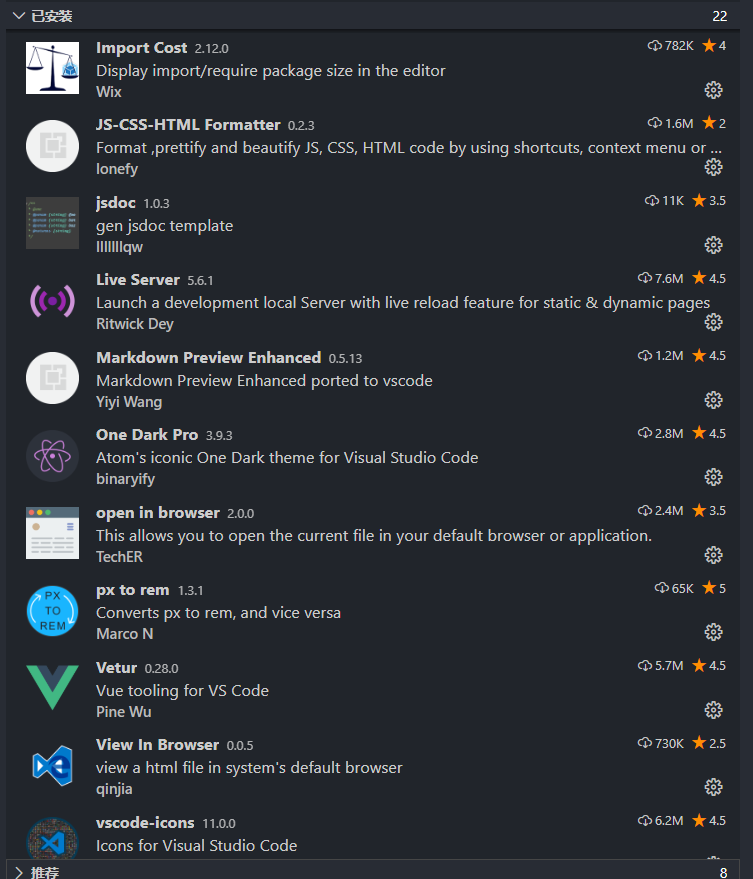 已安装 22
Import Cost 2.12.0 782K 4
Display import/require package size in the editor
Wix
JS-CSS-HTML Formatter 0.2.3 1.6M 2
Format ,prettify and beautify JS, CSS, HTML code by using shortcuts, context menu or ...
lonefy
jsdoc 1.0.3 11K 3.5
gen jsdoc template
lllllllqw
Live Server 5.6.1 7.6M 4.5
Launch a development local Server with live reload feature for static & dynamic pages
Ritwick Dey
Markdown Preview Enhanced 0.5.13 1.2M 4.5
Markdown Preview Enhanced ported to vscode
Yiyi Wang
One Dark Pro 3.9.3 2.8M 4.5
Atom's iconic One Dark theme for Visual Studio Code
binaryify
open in browser 2.0.0 2.4M 3.5
This allows you to open the current file in your default browser or application.
TechER
PX
TO
REM
px to rem 1.3.1 65K 5
Converts px to rem, and vice versa
Marco N
Vetur 0.28.0 5.7M 4.5
Vue tooling for VS Code
Pine Wu
View In Browser 0.0.5 730K 2.5
view a html file in system's default browser
qinjia
vscode-icons 11.0.0 6.2M 4.5
Icons for Visual Studio Code
推荐 8